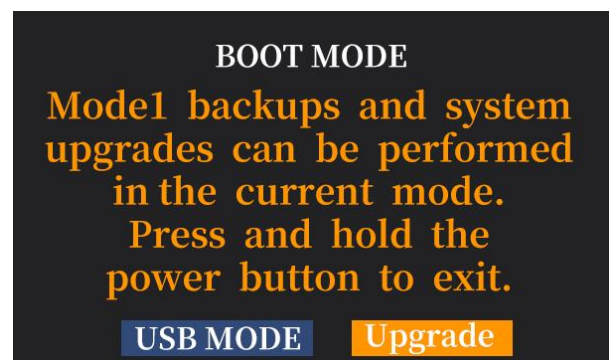 BOOT MODE
Mode1 backups and system
upgrades can be performed
in the current mode.
Press and hold the
power button to exit.
USB MODE Upgrade